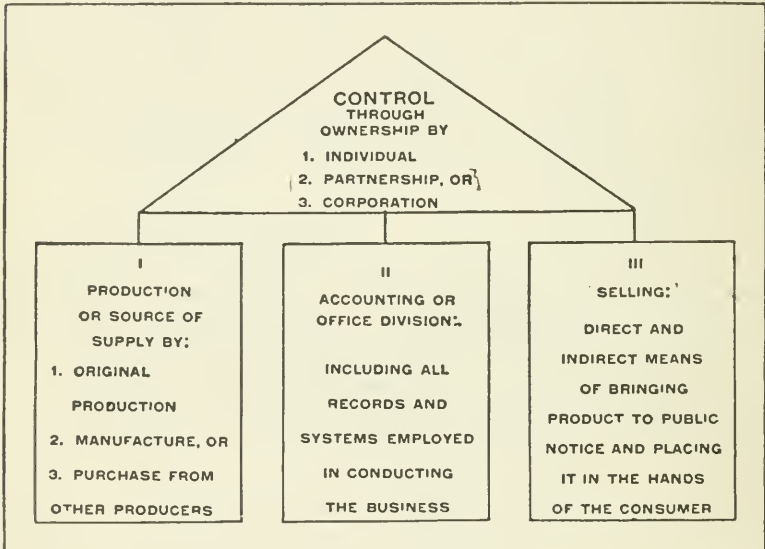 CONTROL
THROUGH
OWNERSHIP BY
1. INDIVIDUAL
2. PARTNERSHIP, OR
3. CORPORATION
I
PRODUCTION
OR SOURCE OF
SUPPLY BY:
1. ORIGINAL
PRODUCTION
2. MANUFACTURE, OR
3. PURCHASE FROM
OTHER PRODUCERS
II
ACCOUNTING OR
OFFICE DIVISION:
INCLUDING ALL
RECORDS AND
SYSTEMS EMPLOYED
IN CONDUCTING
THE BUSINESS
III
SELLING:
DIRECT AND
INDIRECT MEANS
OF BRINGING
PRODUCT TO PUBLIC
NOTICE AND PLACING
IT IN THE HANDS
OF THE CONSUMER